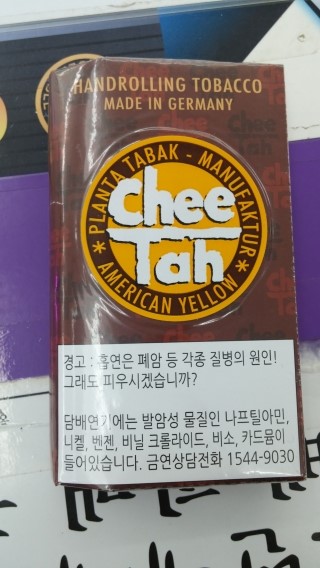 HANDROLLING TOBACCO
MADE IN GERMANY
* PLANTA TABAK - MANUFAKTUR *
Chee
Tah
AMERICAN YELLOW
경고 : 흡연은 폐암 등 각종 질병의 원인!
그래도 피우시겠습니까?
담배연기에는 발암성 물질인 나프틸아민,
니켈, 벤젠, 비닐 크롤라이드, 비소, 카드뮴이
들어있습니다. 금연상담전화 1544-9030